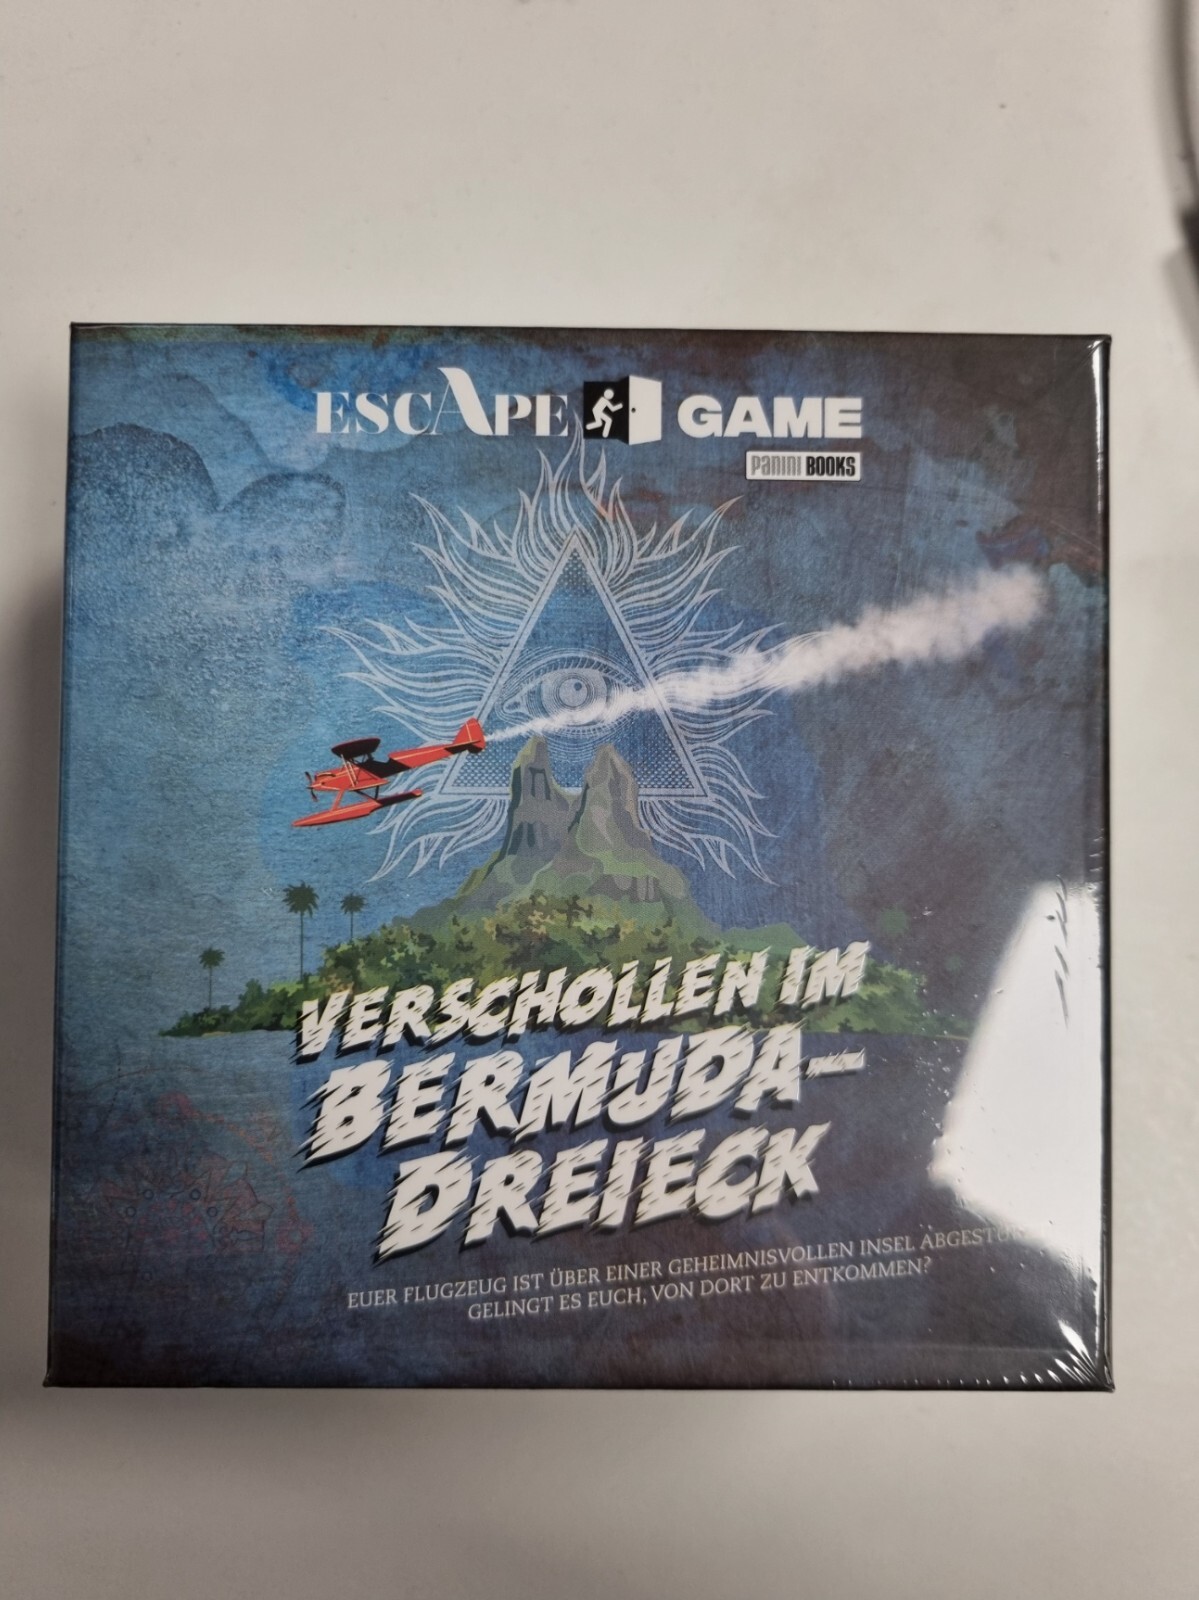 ESCAPE GAME
PANINI BOOKS
VERSCHOLLEN IM
BERMUDA-
DREIECK
EUER FLUGZEUG IST ÜBER EINER GEHEIMNISVOLLEN INSEL
GELINGT ES EUCH, VON DORT ZU ENTKOMMEN?